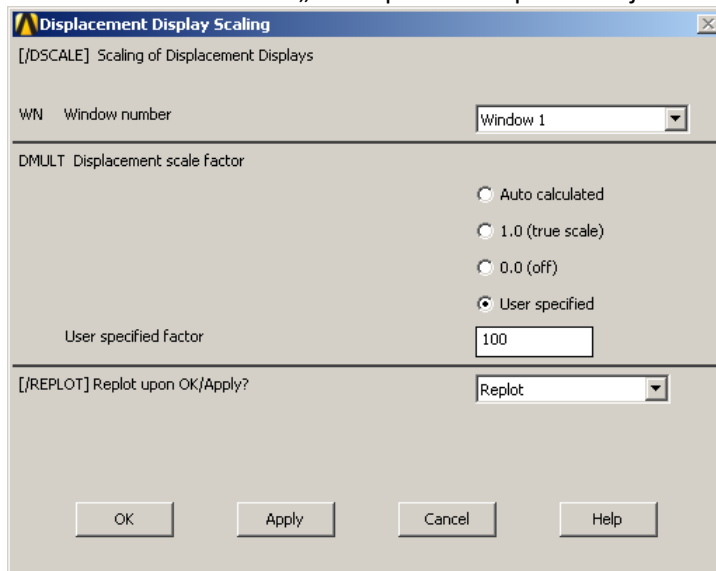 Displacement Display Scaling
[/DSCALE] Scaling of Displacement Displays
WN Window number
Window 1
DMULT Displacement scale factor
Auto calculated
1.0 (true scale)
0.0 (off)
User specified
User specified factor
100
[/REPLOT] Replot upon OK/Apply?
Replot
OK Apply Cancel Help